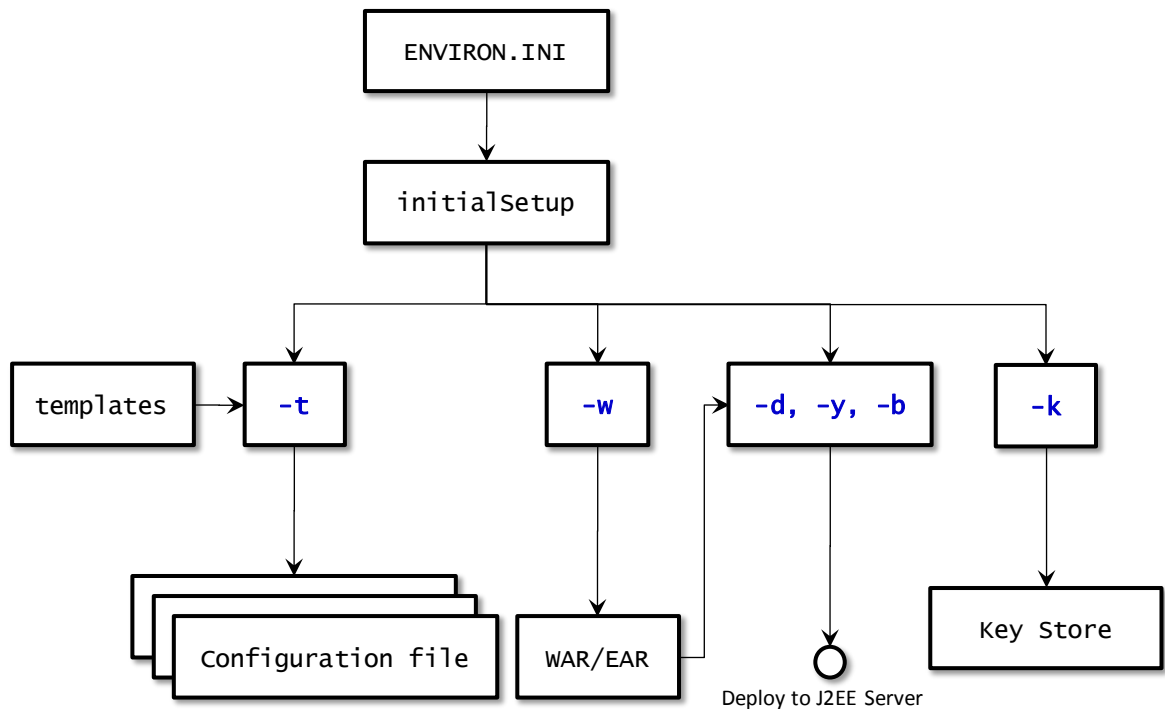 ENVIRON.INI
initialSetup
templates
-t
-w
-d, -y, -b
-k
Configuration file
WAR/EAR
Key Store
Deploy to J2EE Server